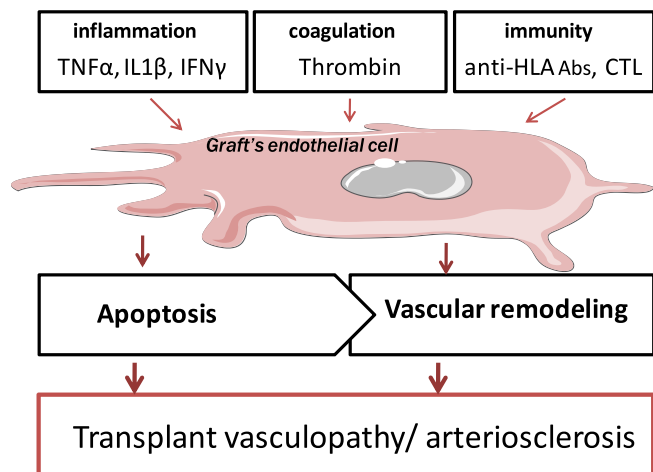 inflammation
TNFα, IL1β, IFNγ
coagulation
Thrombin
immunity
anti-HLA Abs, CTL
Graft's endothelial cell
Apoptosis
Vascular remodeling
Transplant vasculopathy/ arteriosclerosis